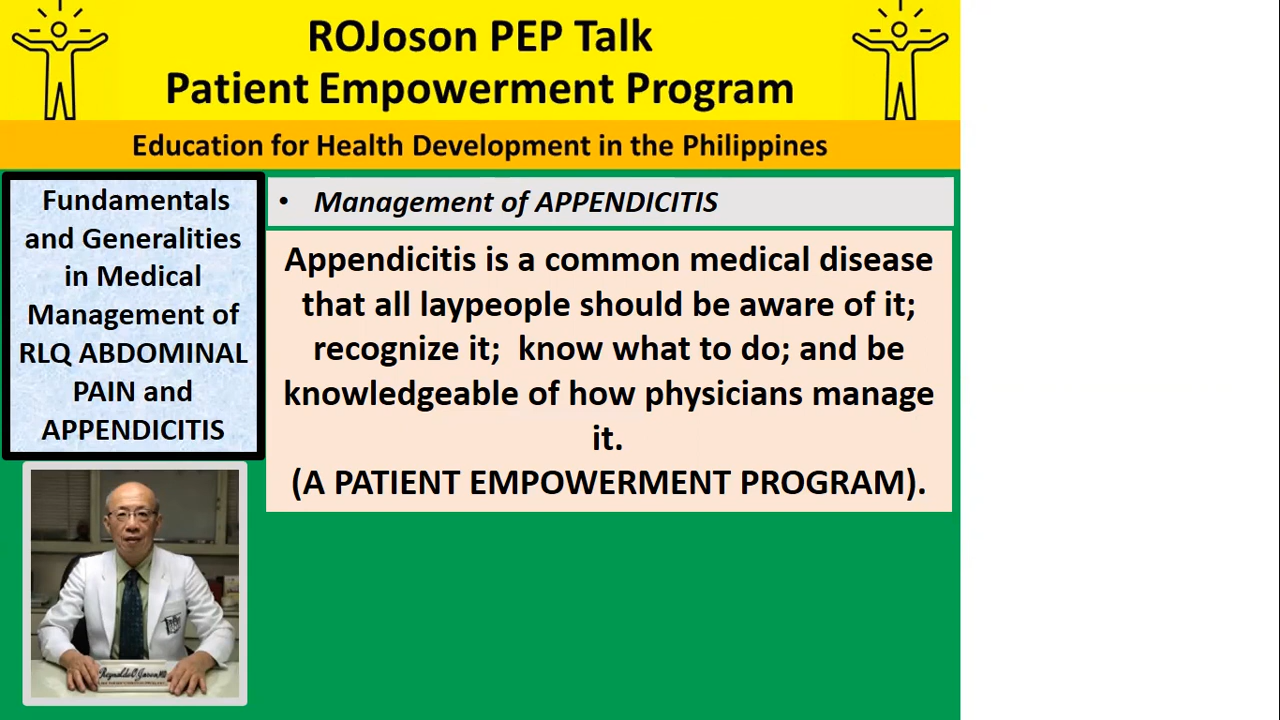 ROJoson PEP Talk
Patient Empowerment Program
Education for Health Development in the Philippines
Fundamentals
and Generalities
in Medical
Management of
RLQ ABDOMINAL
PAIN and
APPENDICITIS
• Management of APPENDICITIS
Appendicitis is a common medical disease
that all laypeople should be aware of it;
recognize it;  know what to do; and be
knowledgeable of how physicians manage
it.
(A PATIENT EMPOWERMENT PROGRAM).
Reynaldo O. Joson, MD